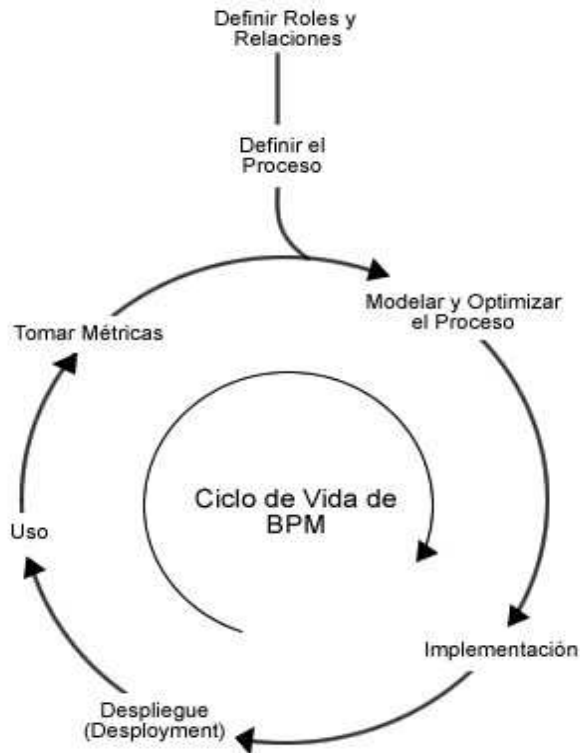 Definir Roles y
Relaciones
Definir el
Proceso
Modelar y Optimizar
el Proceso
Tomar Métricas
Ciclo de Vida de
BPM
Uso
Implementación
Despliegue
(Desployment)